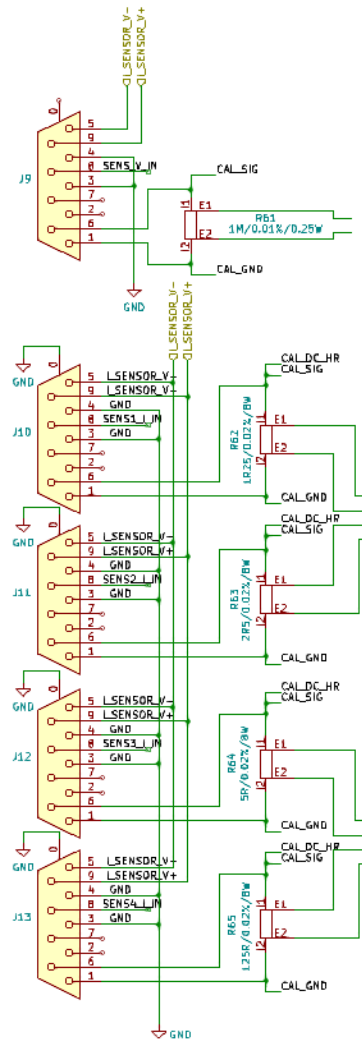 I_SENSOR_V-
I_SENSOR_V+
0
5
9
4
8 SENS_V_IN
3
7
2
6
1
J9
CAL_SIG
I1
E1
R61
1M/0.01%/0.25W
I2
E2
CAL_GND
GND
I_SENSOR_V-
I_SENSOR_V+
GND
0
5 I_SENSOR_V-
9 I_SENSOR_V+
4 GND
8 SENS1_I_IN
3 GND
7
2
6
1
J10
CAL_DC_HR
CAL_SIG
I1
E1
E2
I2
R62
1R25/0.02%/8W
CAL_GND
GND
0
5 I_SENSOR_V-
9 I_SENSOR_V+
4 GND
8 SENS2_I_IN
3 GND
7
2
6
1
J11
CAL_DC_HR
CAL_SIG
I1
E1
E2
I2
R63
2R5/0.02%/8W
CAL_GND
GND
0
5 I_SENSOR_V-
9 I_SENSOR_V+
4 GND
8 SENS3_I_IN
3 GND
7
2
6
1
J12
CAL_DC_HR
CAL_SIG
I1
E1
E2
I2
R64
5R/0.02%/8W
CAL_GND
GND
0
5 I_SENSOR_V-
9 I_SENSOR_V+
4 GND
8 SENS4_I_IN
3 GND
7
2
6
1
J13
CAL_DC_HR
CAL_SIG
I1
E1
E2
I2
R65
125R/0.02%/8W
CAL_GND
GND